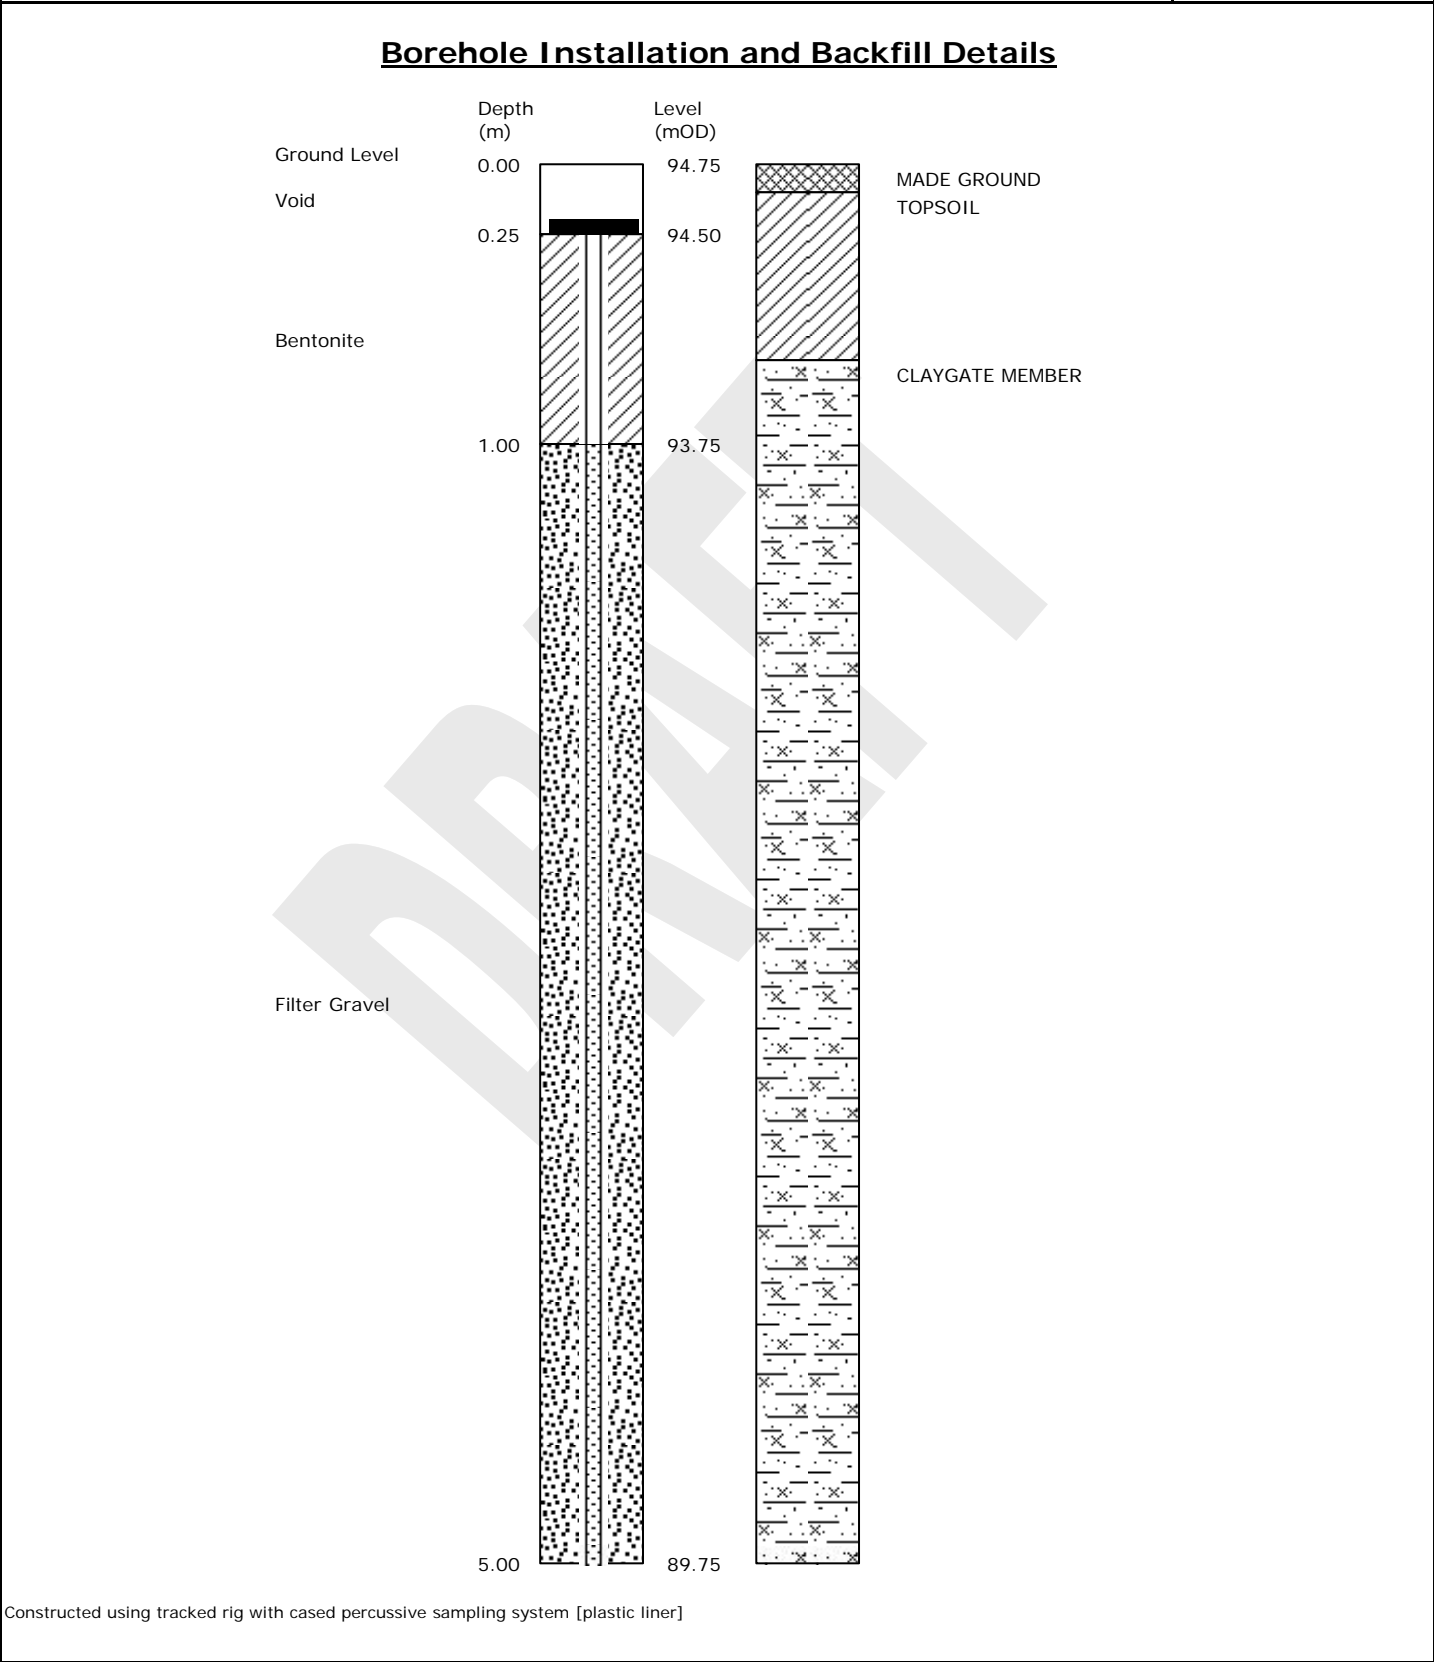 Borehole Installation and Backfill Details
Depth
(m)
Level
(mOD)
Ground Level
0.00
94.75
MADE GROUND
Void
TOPSOIL
0.25
94.50
Bentonite
CLAYGATE MEMBER
1.00
93.75
DRAFT
Filter Gravel
5.00
89.75
Constructed using tracked rig with cased percussive sampling system [plastic liner]